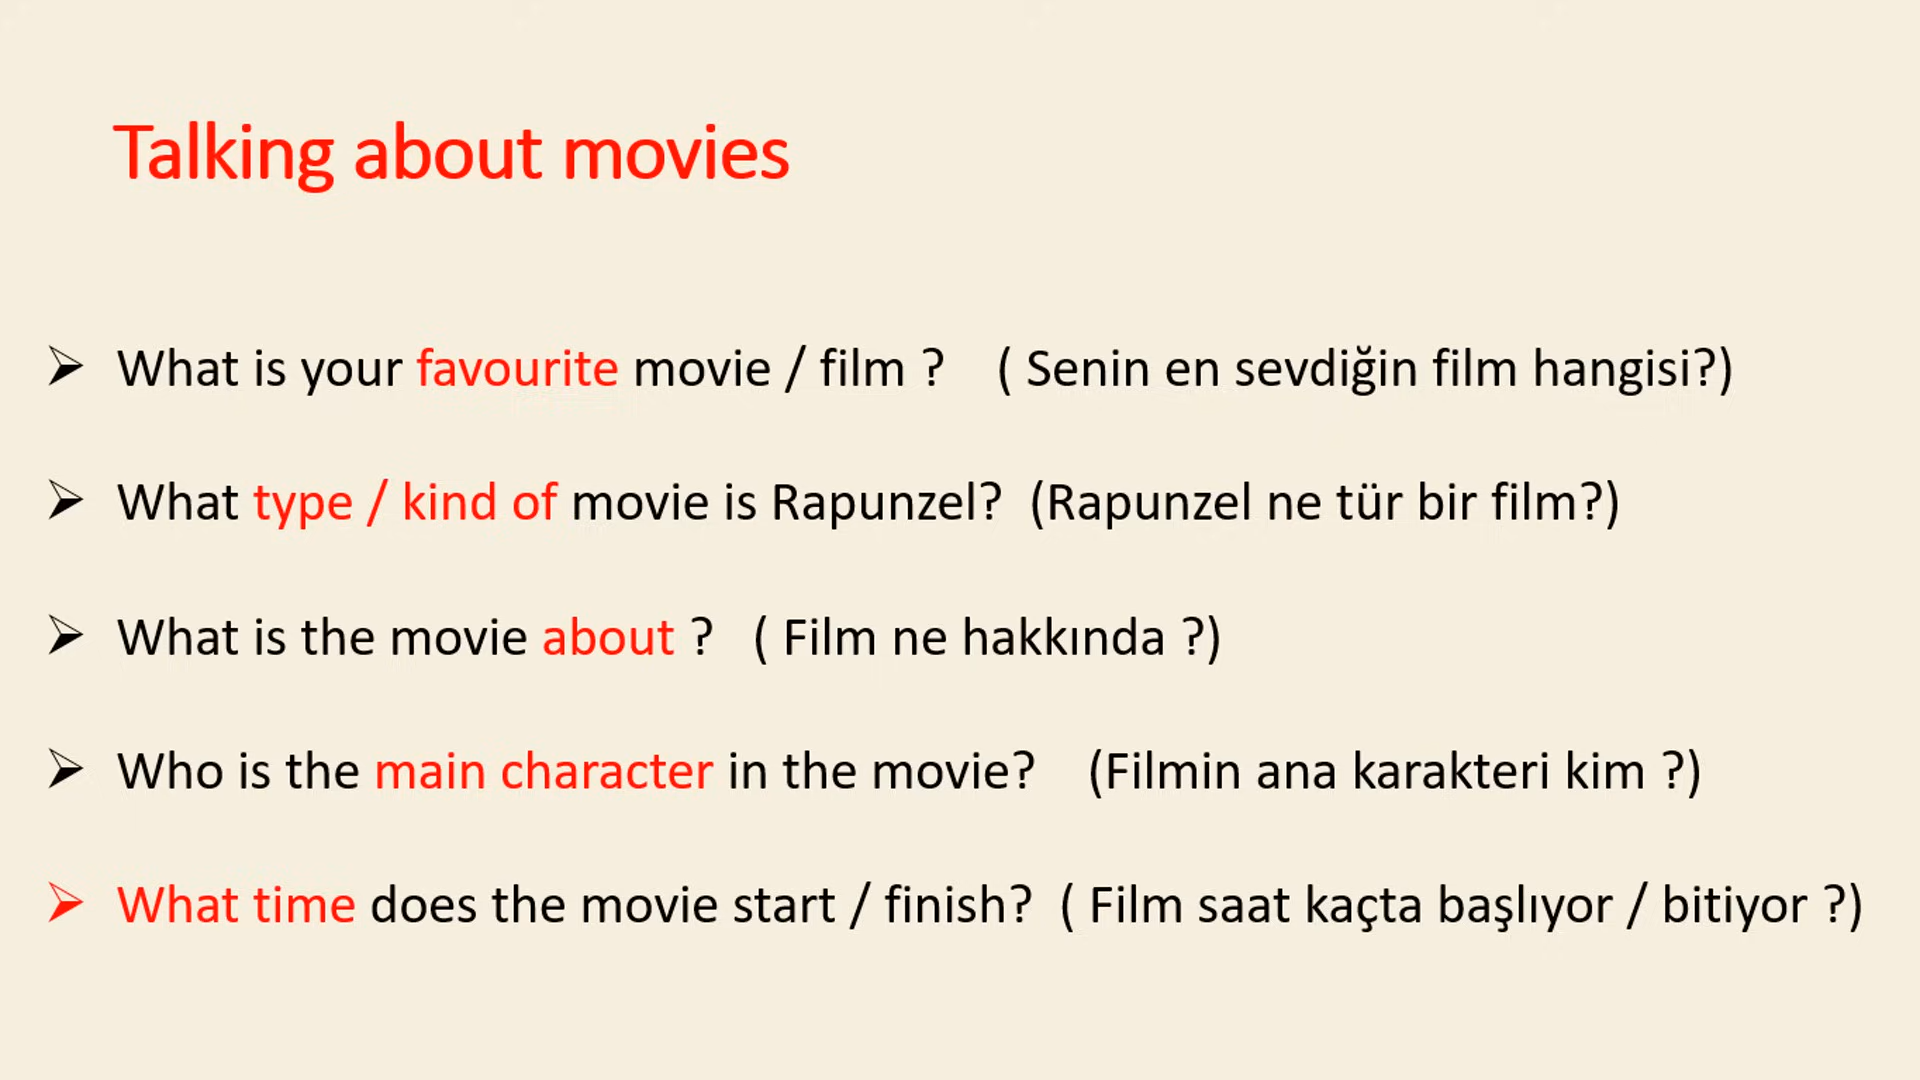 Talking about movies
What is your favourite movie / film ? ( Senin en sevdiğin film hangisi?)
What type / kind of movie is Rapunzel? (Rapunzel ne tür bir film?)
What is the movie about ? ( Film ne hakkında ?)
Who is the main character in the movie? (Filmin ana karakteri kim ?)
What time does the movie start / finish? ( Film saat kaçta başlıyor / bitiyor ?)